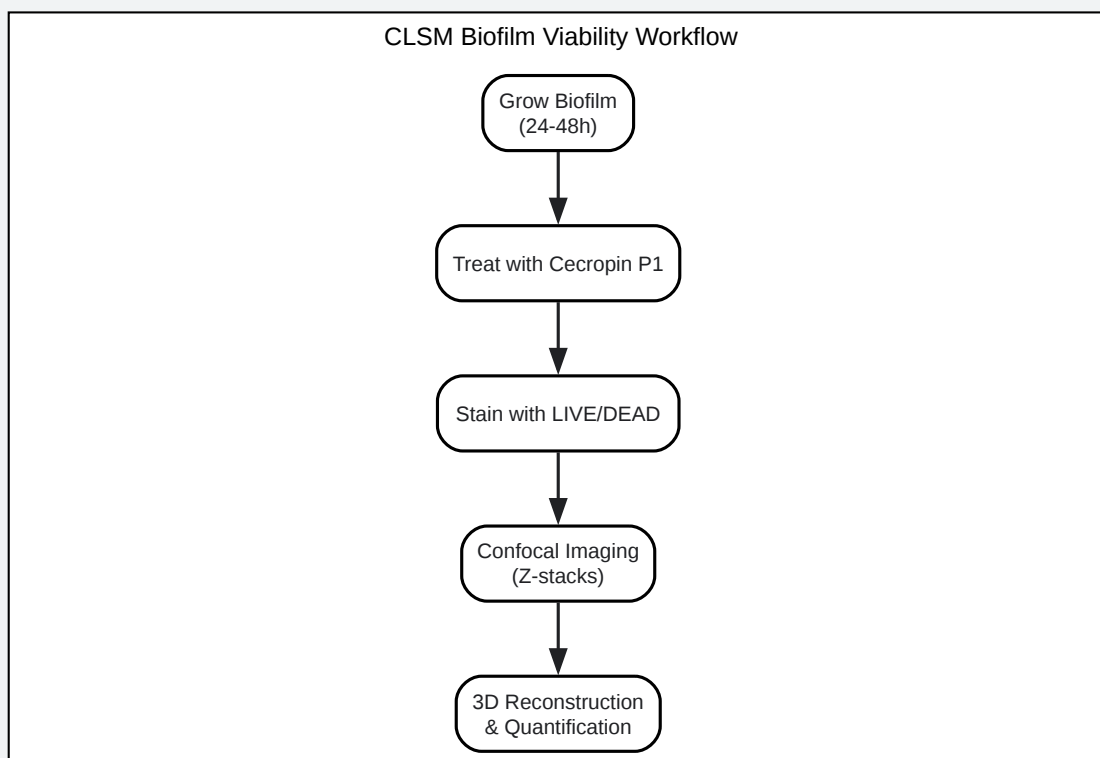 CLSM Biofilm Viability Workflow
Grow Biofilm
(24-48h)
Treat with Cecropin P1
Stain with LIVE/DEAD
Confocal Imaging
(Z-stacks)
3D Reconstruction
& Quantification